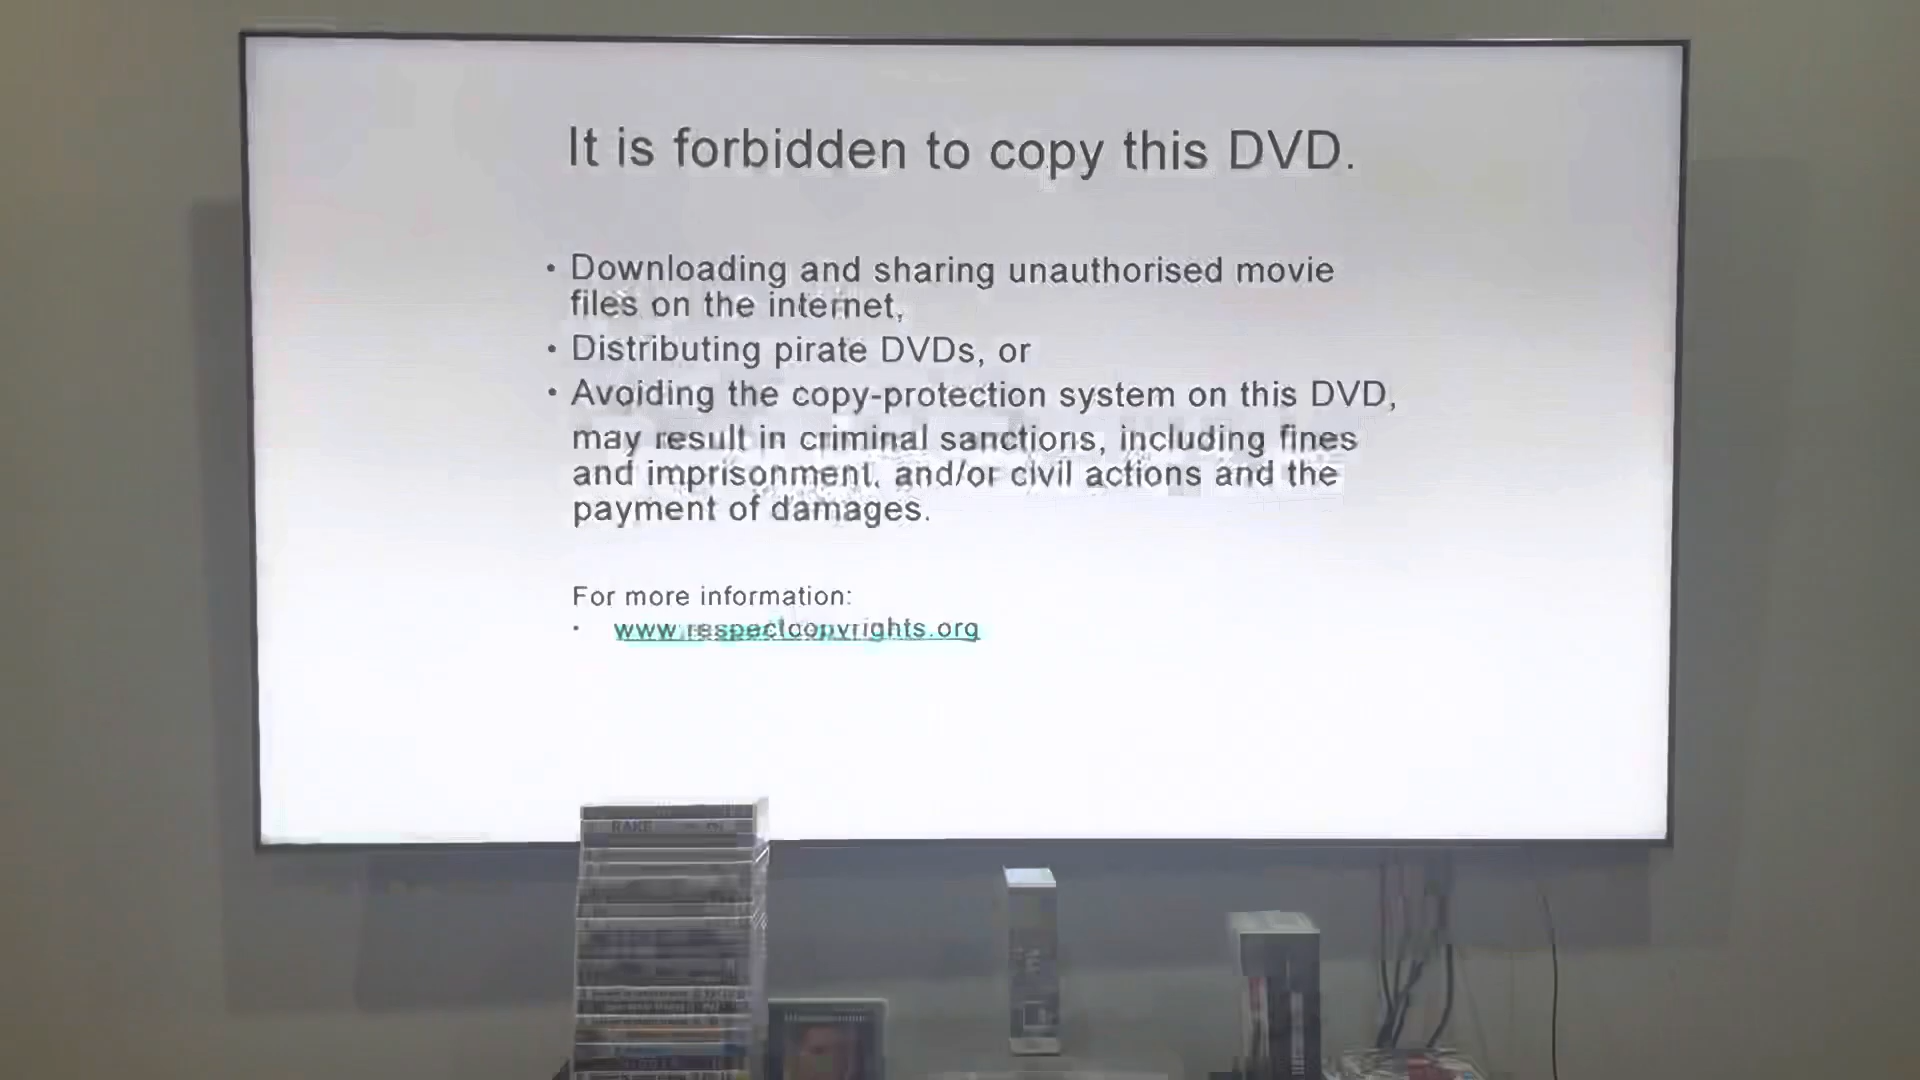 It is forbidden to copy this DVD.
• Downloading and sharing unauthorised movie
files on the internet,
• Distributing pirate DVDs, or
• Avoiding the copy-protection system on this DVD,
may result in criminal sanctions, including fines
and imprisonment, and/or civil actions and the
payment of damages.
For more information:
• www.respectcopyrights.org
RAKE